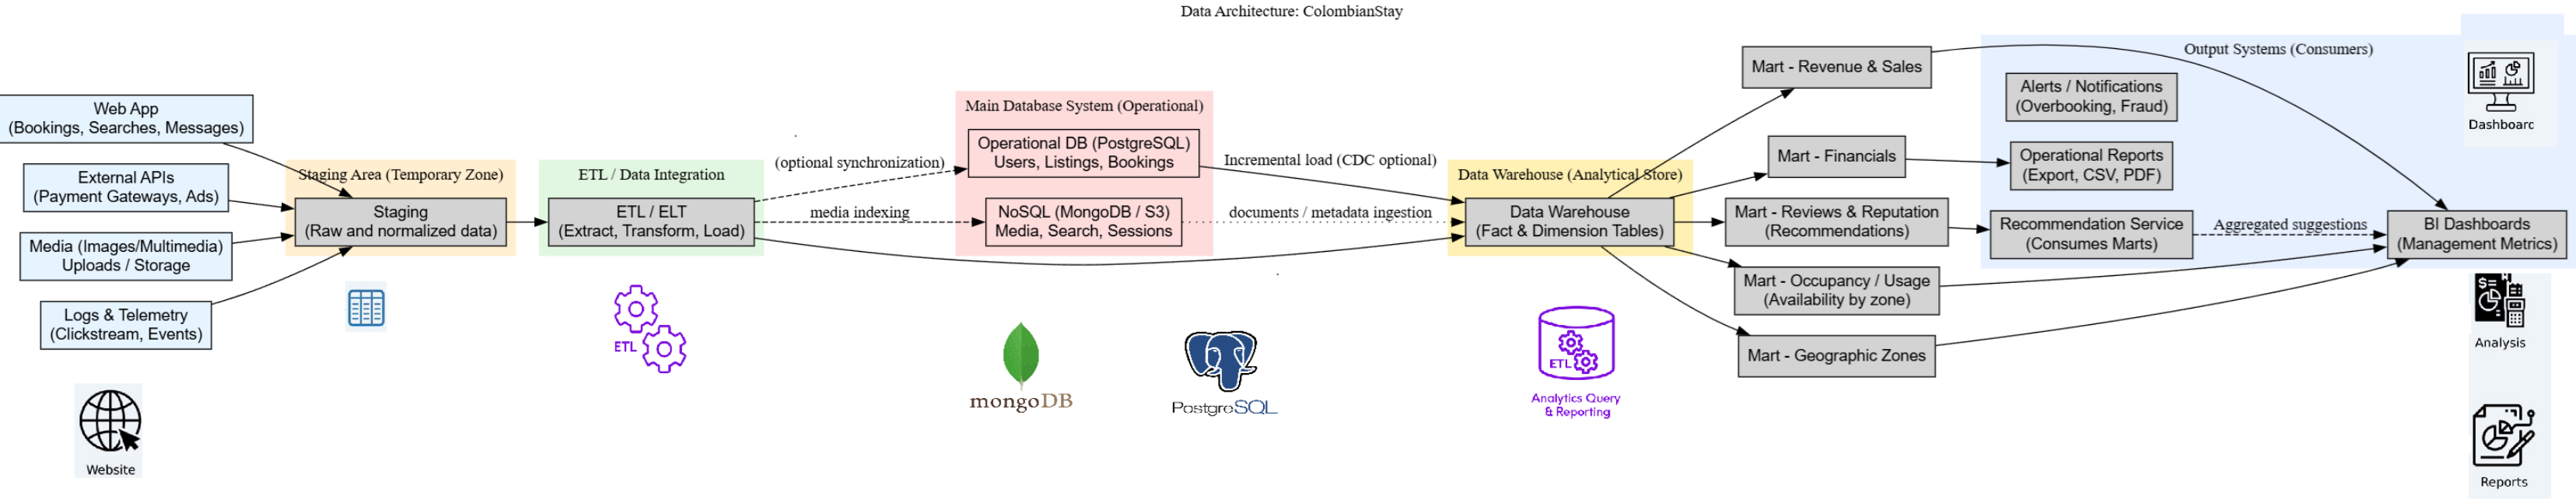 Data Architecture: ColombianStay
Web App
(Bookings, Searches, Messages)
External APIs
(Payment Gateways, Ads)
Media (Images/Multimedia)
Uploads / Storage
Logs & Telemetry
(Clickstream, Events)
Website
Staging Area (Temporary Zone)
Staging
(Raw and normalized data)
ETL / Data Integration
ETL / ELT
(Extract, Transform, Load)
ETL
(optional synchronization)
media indexing
Main Database System (Operational)
Operational DB (PostgreSQL)
Users, Listings, Bookings
NoSQL (MongoDB / S3)
Media, Search, Sessions
mongoDB
PostgreSQL
Incremental load (CDC optional)
documents / metadata ingestion
Data Warehouse (Analytical Store)
Data Warehouse
(Fact & Dimension Tables)
ETL
Analytics Query
& Reporting
Mart - Revenue & Sales
Mart - Financials
Mart - Reviews & Reputation
(Recommendations)
Mart - Occupancy / Usage
(Availability by zone)
Mart - Geographic Zones
Output Systems (Consumers)
Alerts / Notifications
(Overbooking, Fraud)
Operational Reports
(Export, CSV, PDF)
Recommendation Service
(Consumes Marts)
Aggregated suggestions
BI Dashboards
(Management Metrics)
Dashboarc
Analysis
Reports